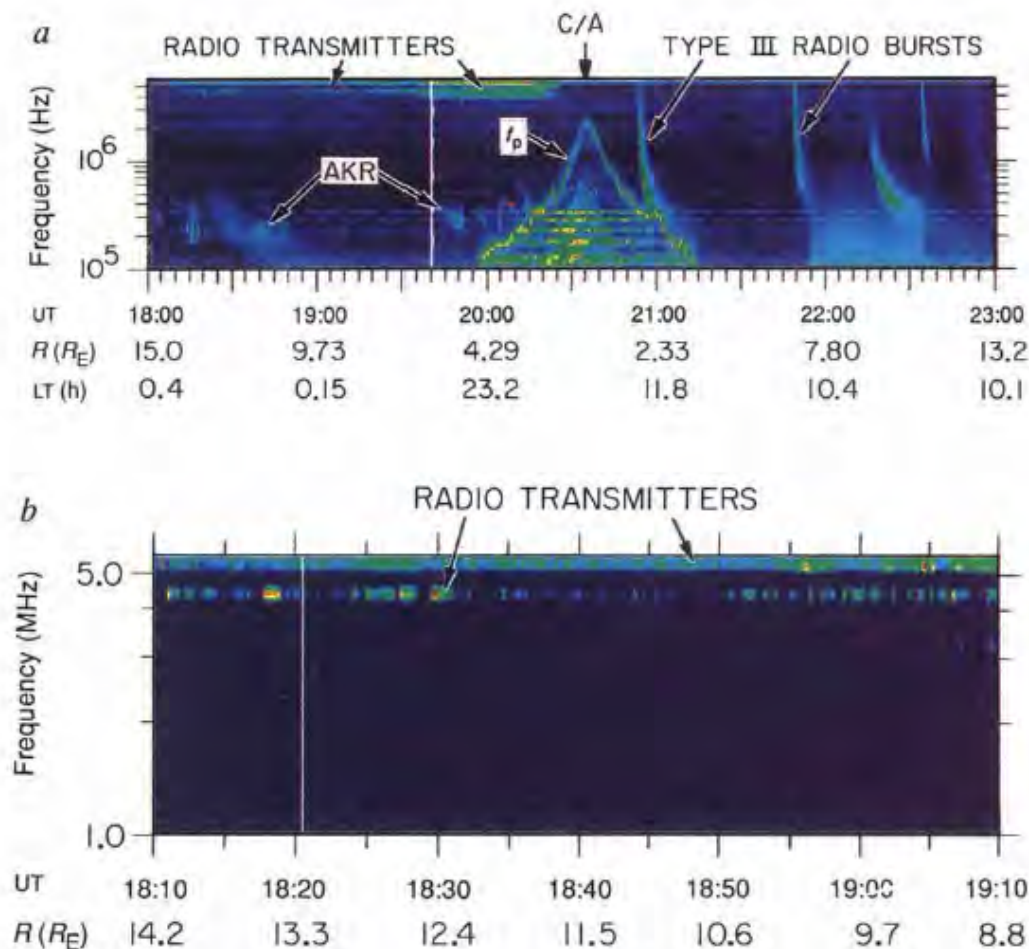 a
C/A
RADIO TRANSMITTERS
TYPE III RADIO BURSTS
fp
AKR
Frequency (Hz)
10⁶
10⁵
UT 18:00 19:00 20:00 21:00 22:00 23:00
R (RE) 15.0 9.73 4.29 2.33 7.80 13.2
LT (h) 0.4 0.15 23.2 11.8 10.4 10.1
b
RADIO TRANSMITTERS
Frequency (MHz)
5.0
1.0
UT 18:10 18:20 18:30 18:40 18:50 19:10
R (RE) 14.2 13.3 12.4 11.5 10.6 9.7 8.8